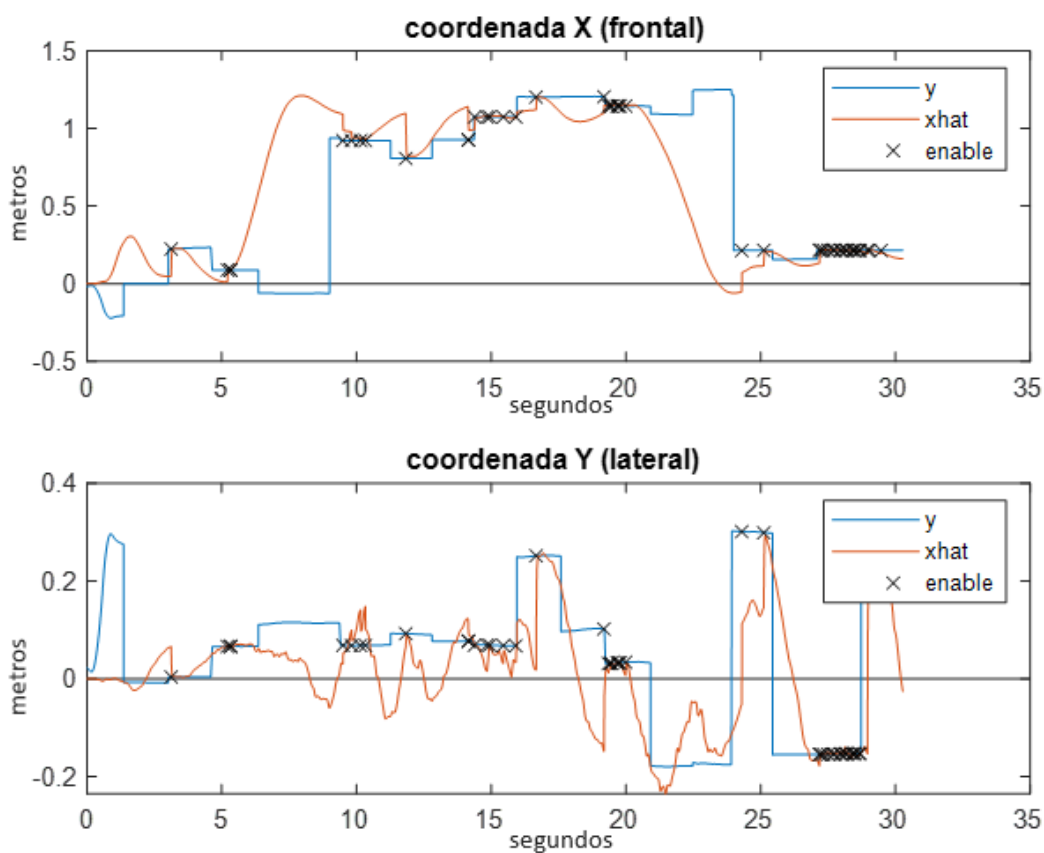 coordenada X (frontal)
metros
1.5
1
0.5
0
-0.5
y
xhat
enable
0 5 10 15 20 25 30 35
segundos
coordenada Y (lateral)
metros
0.4
0.2
0
-0.2
y
xhat
enable
0 5 10 15 20 25 30 35
segundos